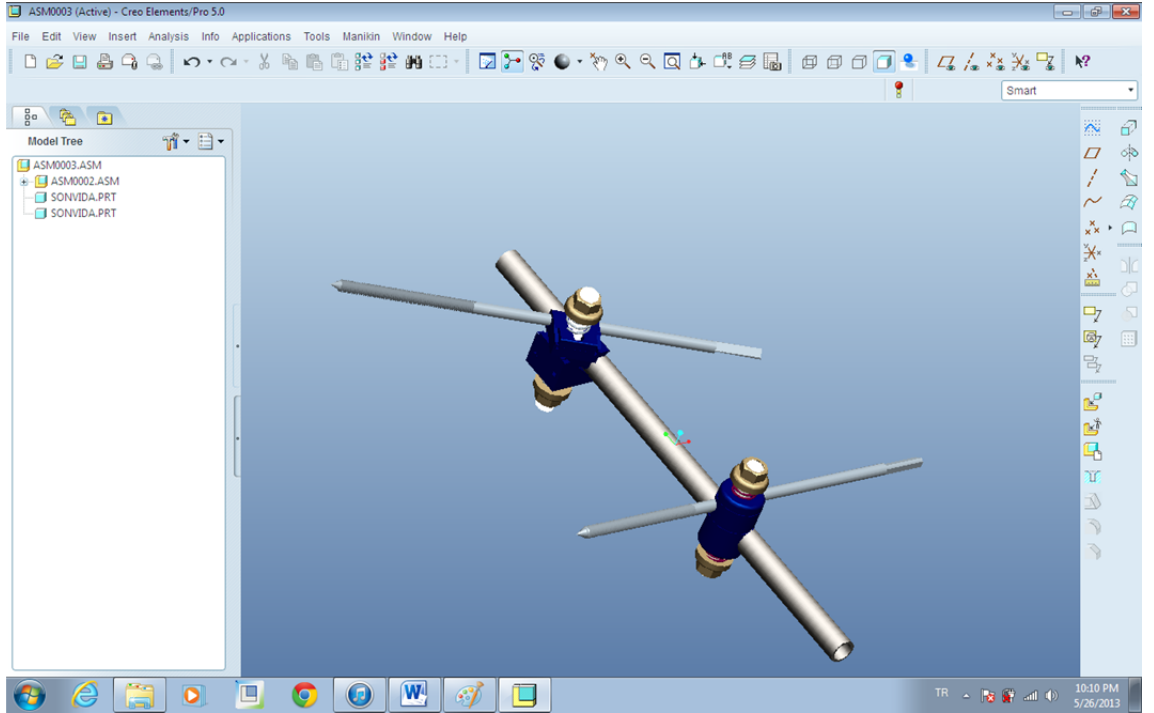 ASM0003 (Active) - Creo Elements/Pro 5.0
File Edit View Insert Analysis Info Applications Tools Manikin Window Help
Smart
Model Tree
ASM0003.ASM
ASM0002.ASM
SONVIDA.PRT
SONVIDA.PRT
TR
10:10 PM
5/26/2013